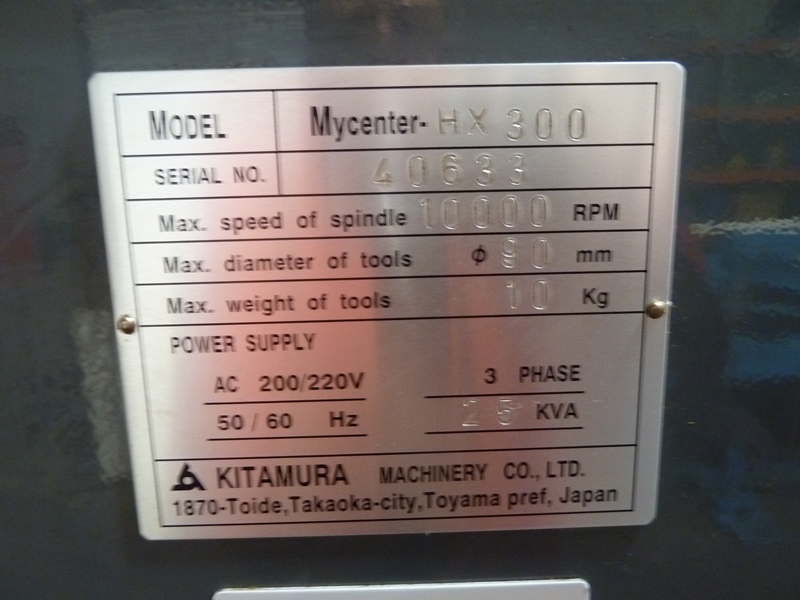 MODEL Mycenter-HX 300
SERIAL NO. 40633
Max. speed of spindle 10000 RPM
Max. diameter of tools ϕ 90 mm
Max. weight of tools 10 Kg
POWER SUPPLY
AC 200/220V 3 PHASE
50/60 Hz 25 KVA
KITAMURA MACHINERY CO., LTD.
1870-Toide,Takaoka-city,Toyama pref, Japan